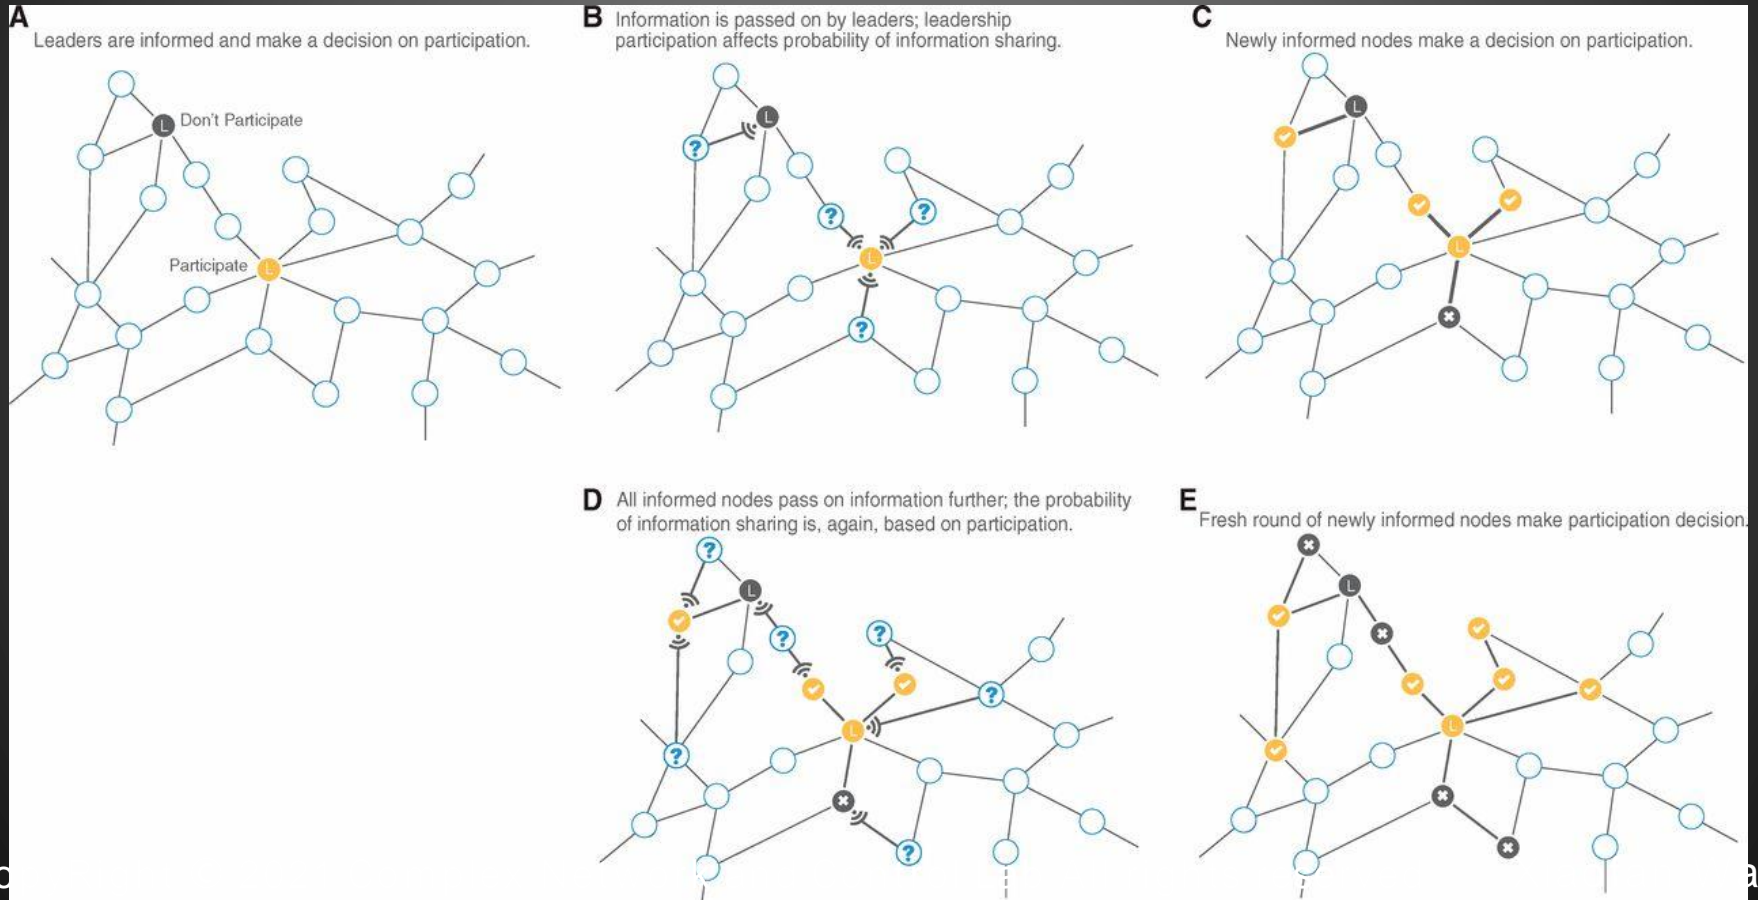 A
Leaders are informed and make a decision on participation.
L
Don't Participate
Participate
L
B
Information is passed on by leaders; leadership
participation affects probability of information sharing.
L
?
?
?
L
?
C
Newly informed nodes make a decision on participation.
L
L
D
All informed nodes pass on information further; the probability
of information sharing is, again, based on participation.
?
L
?
?
?
L
?
?
E
Fresh round of newly informed nodes make participation decision.
L
L